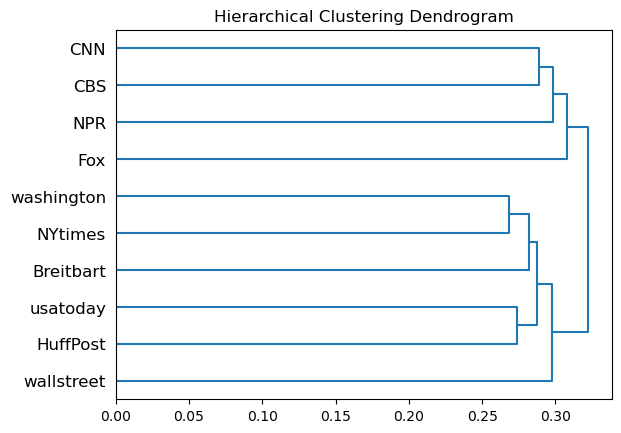 Hierarchical Clustering Dendrogram
CNN
CBS
NPR
Fox
washington
NYtimes
Breitbart
usatoday
HuffPost
wallstreet
0.00 0.05 0.10 0.15 0.20 0.25 0.30